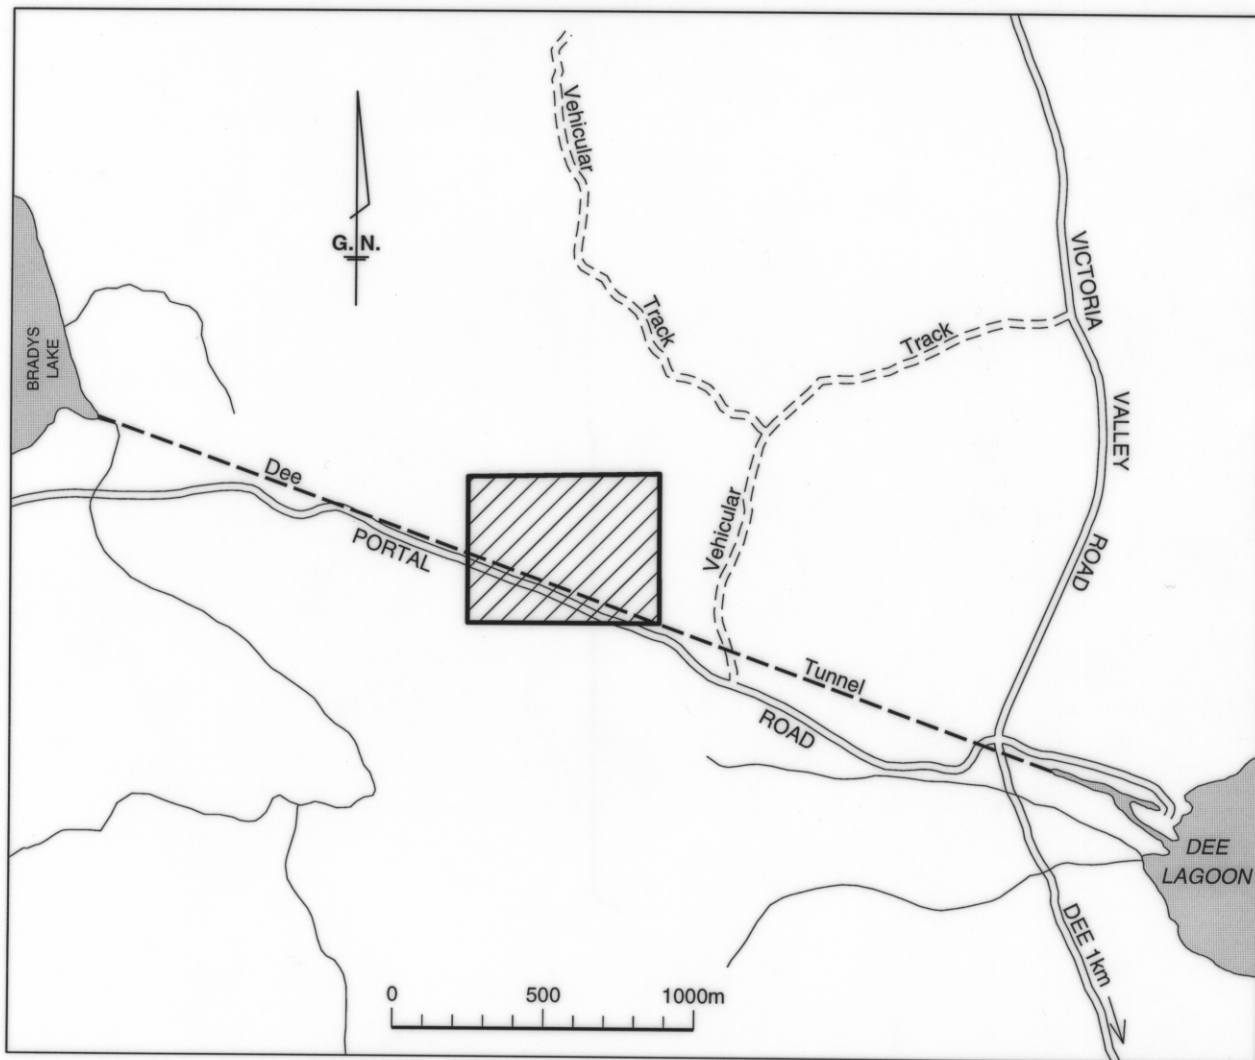 Vehicular
G. N.
VICTORIA
Track
Track
BRADYS
LAKE
VALLEY
Dee
Vehicular
PORTAL
ROAD
Tunnel
ROAD
DEE
LAGOON
DEE 1km
0 500 1000m